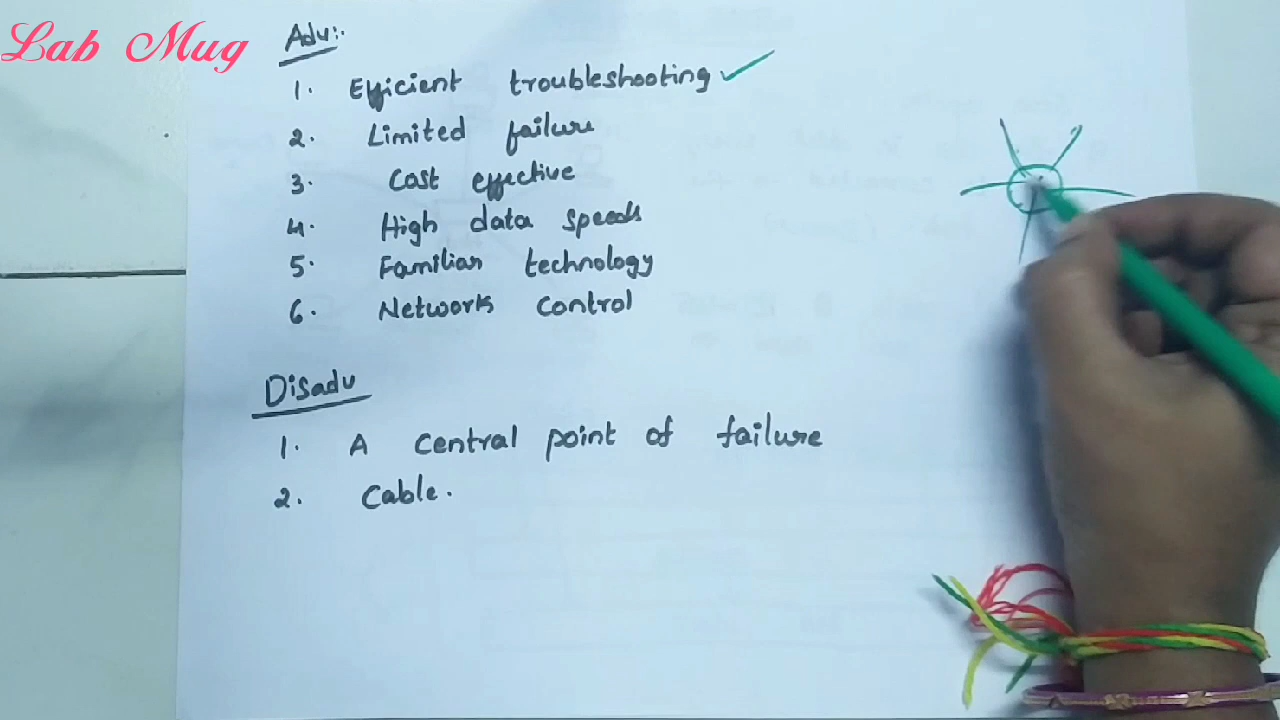 Lab Mug
Adv:-
1. Efficient troubleshooting ✓
2. Limited failure
3. Cost effective
4. High data speeds
5. Familiar technology
6. Network Control
Disadv
1. A central point of failure
2. Cable.